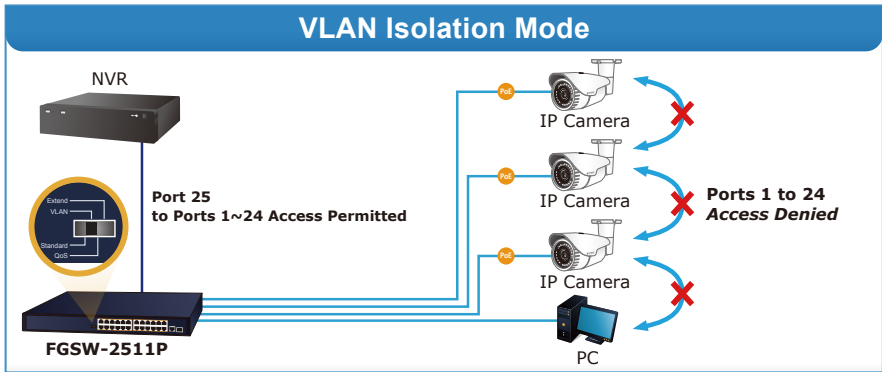 VLAN Isolation Mode
NVR
PoE
IP Camera
Extend
VLAN
Standard
QoS
Port 25
to Ports 1~24 Access Permitted
PoE
IP Camera
Ports 1 to 24
Access Denied
PoE
IP Camera
FGSW-2511P
PC